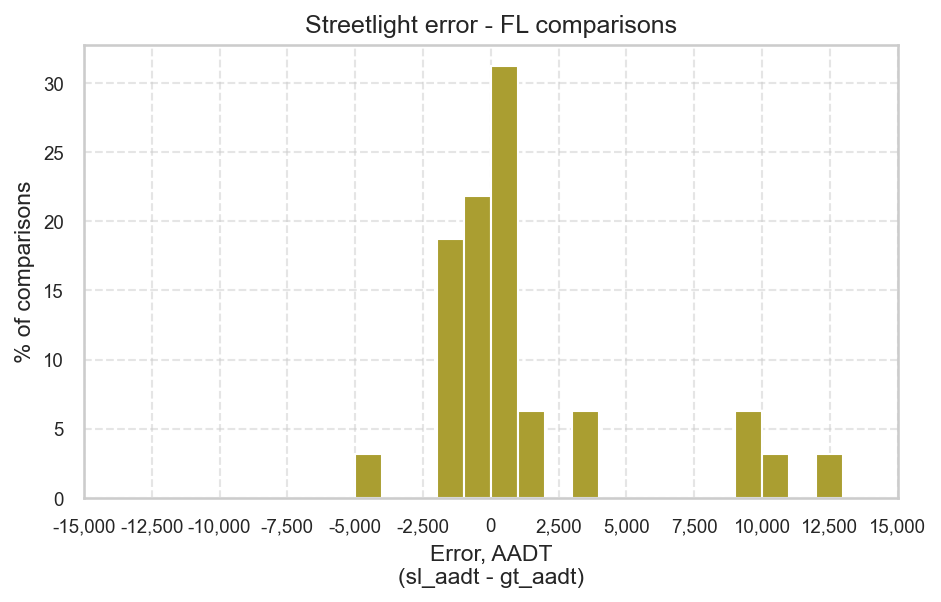 Streetlight error - FL comparisons
% of comparisons
30
25
20
15
10
5
0
-15,000 -12,500 -10,000 -7,500 -5,000 -2,500 0 2,500 5,000 7,500 10,000 12,500 15,000
Error, AADT
(sl_aadt - gt_aadt)